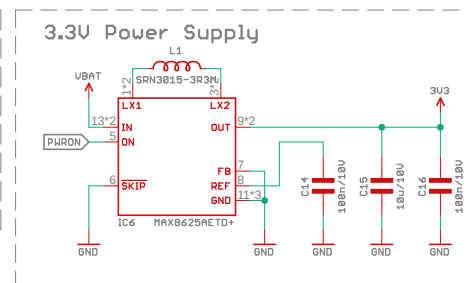 3.3V Power Supply
L1
SRN3015-3R3M
VBAT
1*2
3*2
3V3
LX1
LX2
13*2
IN
OUT
9*2
5
ON
PWRON
7
FB
6
SKIP
8
REF
11*3
GND
C14
100n/10V
C15
10u/10V
C16
100n/10V
IC6
MAX8625AETD+
GND
GND
GND
GND
GND